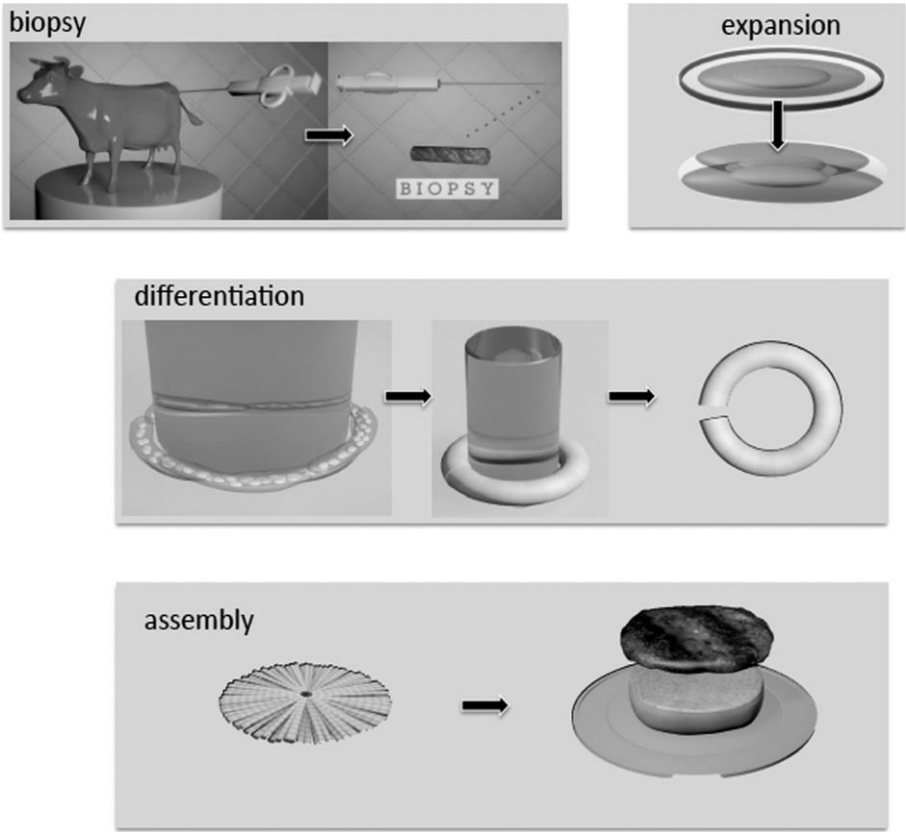 biopsy
expansion
BIOPSY
differentiation
assembly